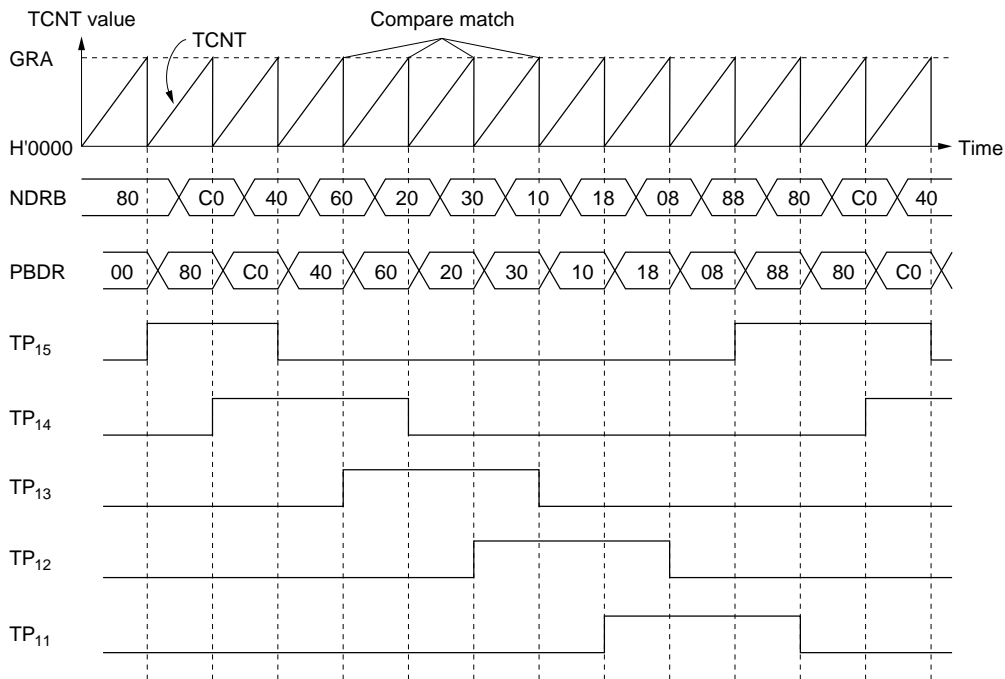 TCNT value
Compare match
TCNT
GRA
H'0000
Time
NDRB 80 C0 40 60 20 30 10 18 08 88 80 C0 40
PBDR 00 80 C0 40 60 20 30 10 18 08 88 80 C0
TP15
TP14
TP13
TP12
TP11